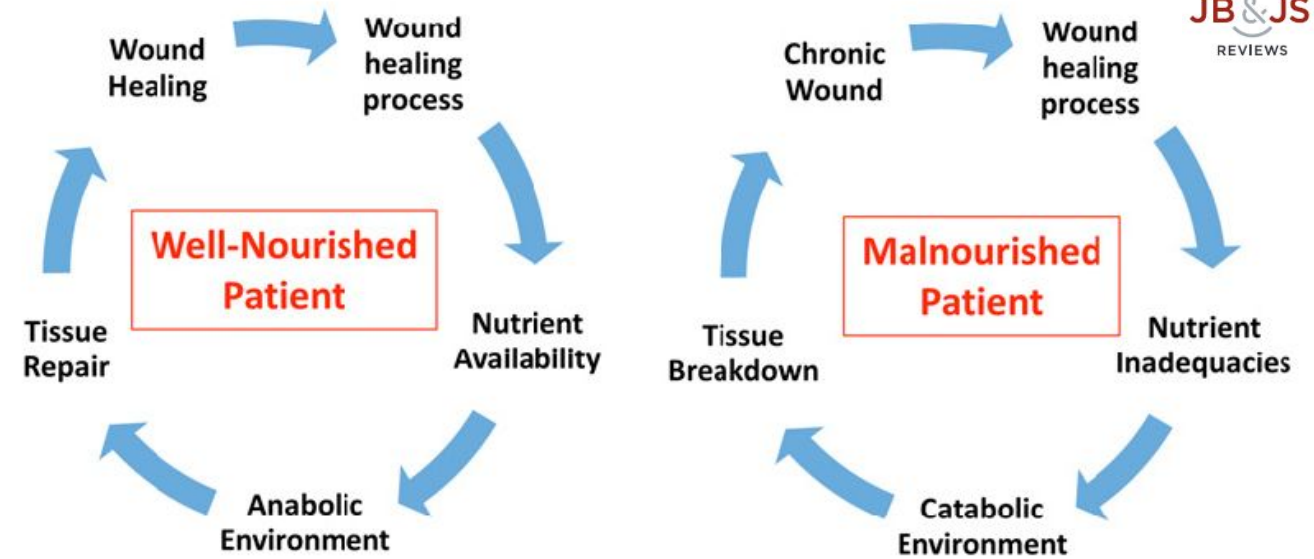 Wound
Healing
Wound
healing
process
Well-Nourished
Patient
Nutrient
Availability
Anabolic
Environment
Tissue
Repair
JB&JS
REVIEWS
Chronic
Wound
Wound
healing
process
Malnourished
Patient
Nutrient
Inadequacies
Catabolic
Environment
Tissue
Breakdown